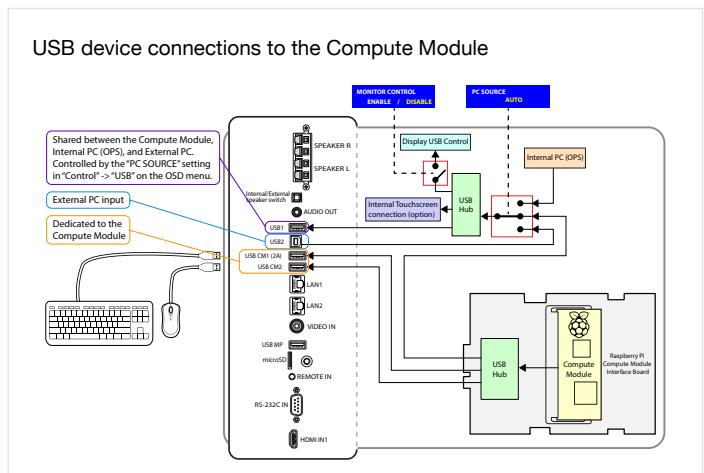 USB device connections to the Compute Module
MONITOR CONTROL
ENABLE / DISABLE
PC SOURCE
AUTO
Shared between the Compute Module,
Internal PC (OPS), and External PC.
Controlled by the “PC SOURCE” setting
in “Control” -> “USB” on the OSD menu.
External PC input
Dedicated to the
Compute Module
SPEAKER R
SPEAKER L
Internal/External
speaker switch
AUDIO OUT
USB1
USB2
USB CM1 (2A)
USB CM2
LAN1
LAN2
VIDEO IN
USB MP
microSD
REMOTE IN
RS-232C IN
HDMI IN1
Display USB Control
Internal PC (OPS)
Internal Touchscreen
connection (option)
USB
Hub
USB
Hub
Compute
Module
Raspberry Pi
Compute Module
Interface Board